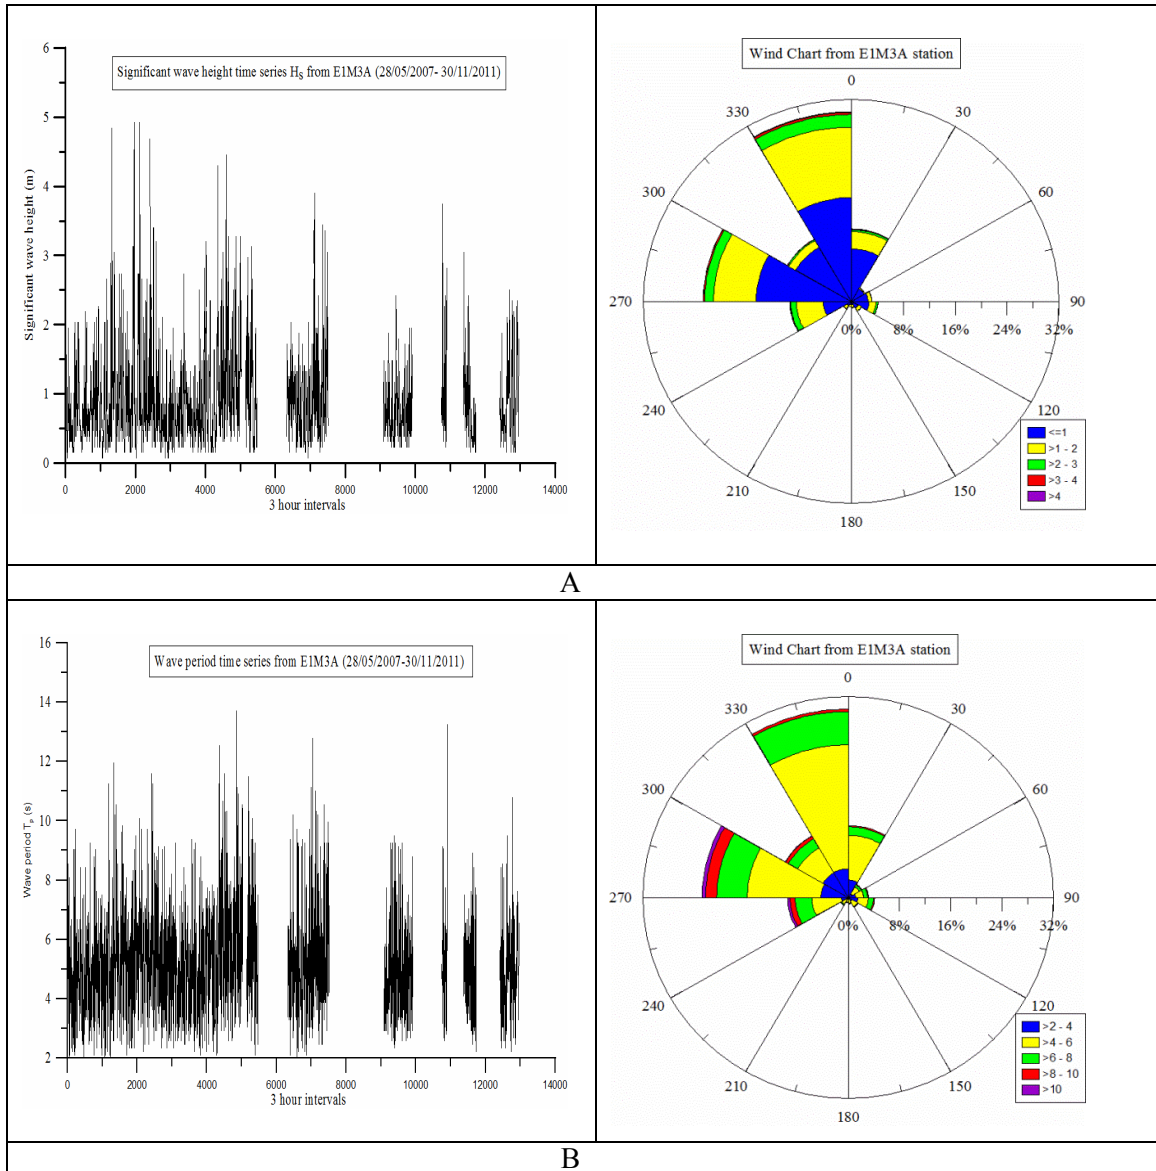 Significant wave height time series HS from E1M3A (28/05/2007- 30/11/2011)
Significant wave height (m)
6
5
4
3
2
1
0
0 2000 4000 6000 8000 10000 12000 14000
3 hour intervals
Wind Chart from E1M3A station
0
330 30
300 60
270 90
0% 8% 16% 24% 32%
240 120
210 150
180
<=1
>1 - 2
>2 - 3
>3 - 4
>4
A
Wave period time series from E1M3A (28/05/2007-30/11/2011)
Wave period Tp (s)
16
14
12
10
8
6
4
2
0 2000 4000 6000 8000 10000 12000 14000
3 hour intervals
Wind Chart from E1M3A station
0
330 30
300 60
270 90
0% 8% 16% 24% 32%
240 120
210 150
180
>2 - 4
>4 - 6
>6 - 8
>8 - 10
>10
B